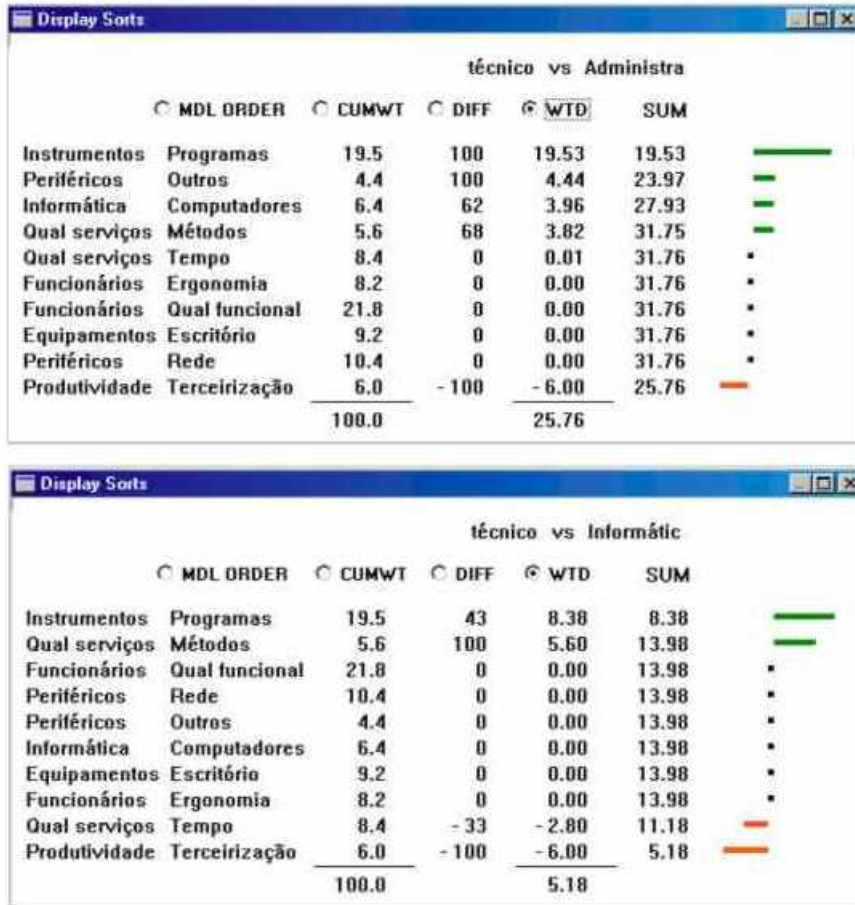 Display Sorts
técnico vs Administra
MDL ORDER CUMWT DIFF WTD SUM
Instrumentos Programas 19.5 100 19.53 19.53
Periféricos Outros 4.4 100 4.44 23.97
Informática Computadores 6.4 62 3.96 27.93
Qual serviços Métodos 5.6 68 3.82 31.75
Qual serviços Tempo 8.4 0 0.01 31.76
Funcionários Ergonomia 8.2 0 0.00 31.76
Funcionários Qual funcional 21.8 0 0.00 31.76
Equipamentos Escritório 9.2 0 0.00 31.76
Periféricos Rede 10.4 0 0.00 31.76
Produtividade Terceirização 6.0 - 100 - 6.00 25.76
100.0 25.76
Display Sorts
técnico vs Informátic
MDL ORDER CUMWT DIFF WTD SUM
Instrumentos Programas 19.5 43 8.38 8.38
Qual serviços Métodos 5.6 100 5.60 13.98
Funcionários Qual funcional 21.8 0 0.00 13.98
Periféricos Rede 10.4 0 0.00 13.98
Periféricos Outros 4.4 0 0.00 13.98
Informática Computadores 6.4 0 0.00 13.98
Equipamentos Escritório 9.2 0 0.00 13.98
Funcionários Ergonomia 8.2 0 0.00 13.98
Qual serviços Tempo 8.4 - 33 - 2.80 11.18
Produtividade Terceirização 6.0 - 100 - 6.00 5.18
100.0 5.18